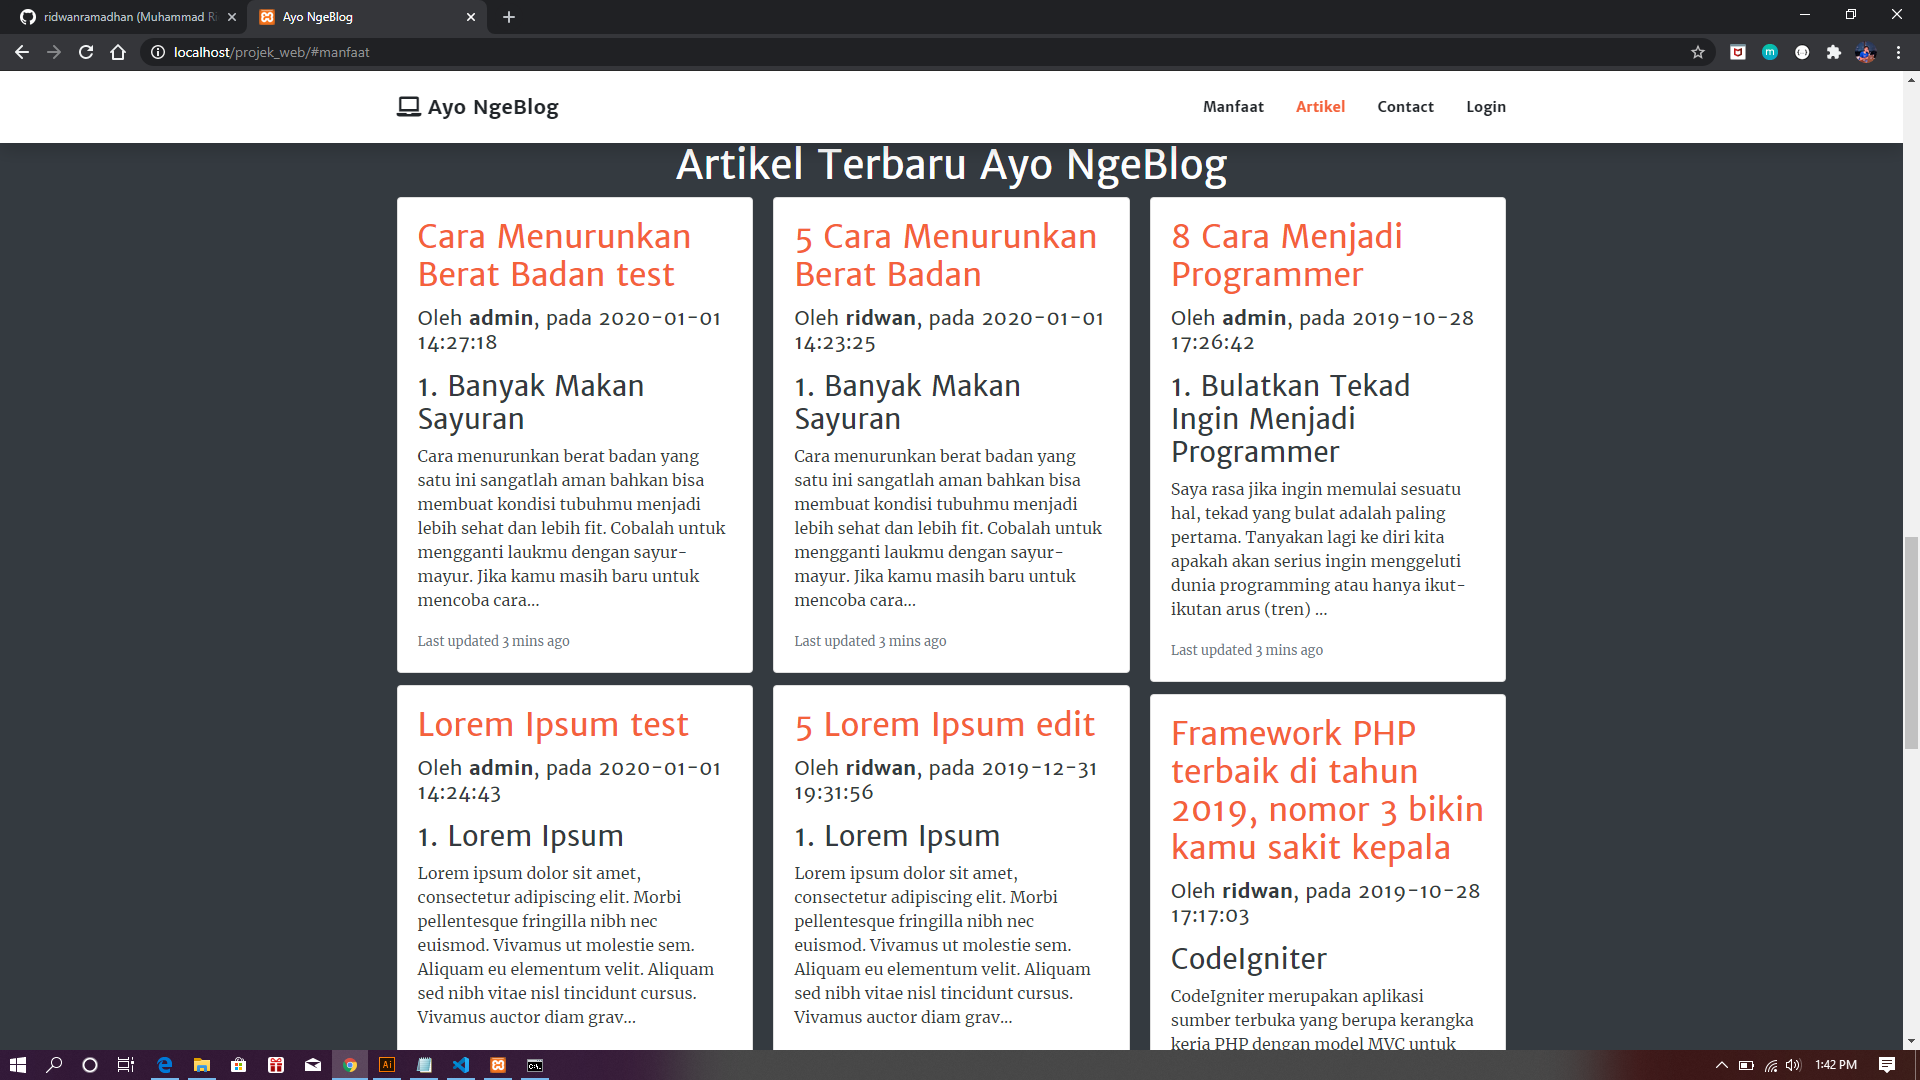 ridwanramadhan (Muhammad Ri
Ayo NgeBlog
localhost/projek_web/#manfaat
Ayo NgeBlog
Manfaat
Artikel
Contact
Login
Artikel Terbaru Ayo NgeBlog
Cara Menurunkan
Berat Badan test
Oleh admin, pada 2020-01-01
14:27:18
1. Banyak Makan
Sayuran
Cara menurunkan berat badan yang
satu ini sangatlah aman bahkan bisa
membuat kondisi tubuhmu menjadi
lebih sehat dan lebih fit. Cobalah untuk
mengganti laukmu dengan sayur-
mayur. Jika kamu masih baru untuk
mencoba cara...
Last updated 3 mins ago
5 Cara Menurunkan
Berat Badan
Oleh ridwan, pada 2020-01-01
14:23:25
1. Banyak Makan
Sayuran
Cara menurunkan berat badan yang
satu ini sangatlah aman bahkan bisa
membuat kondisi tubuhmu menjadi
lebih sehat dan lebih fit. Cobalah untuk
mengganti laukmu dengan sayur-
mayur. Jika kamu masih baru untuk
mencoba cara...
Last updated 3 mins ago
8 Cara Menjadi
Programmer
Oleh admin, pada 2019-10-28
17:26:42
1. Bulatkan Tekad
Ingin Menjadi
Programmer
Saya rasa jika ingin memulai sesuatu
hal, tekad yang bulat adalah paling
pertama. Tanyakan lagi ke diri kita
apakah akan serius ingin menggeluti
dunia programming atau hanya ikut-
ikutan arus (tren) ...
Last updated 3 mins ago
Lorem Ipsum test
Oleh admin, pada 2020-01-01
14:24:43
1. Lorem Ipsum
Lorem ipsum dolor sit amet,
consectetur adipiscing elit. Morbi
pellentesque fringilla nibh nec
euismod. Vivamus ut molestie sem.
Aliquam eu elementum velit. Aliquam
sed nibh vitae nisl tincidunt cursus.
Vivamus auctor diam grav...
5 Lorem Ipsum edit
Oleh ridwan, pada 2019-12-31
19:31:56
1. Lorem Ipsum
Lorem ipsum dolor sit amet,
consectetur adipiscing elit. Morbi
pellentesque fringilla nibh nec
euismod. Vivamus ut molestie sem.
Aliquam eu elementum velit. Aliquam
sed nibh vitae nisl tincidunt cursus.
Vivamus auctor diam grav...
Framework PHP
terbaik di tahun
2019, nomor 3 bikin
kamu sakit kepala
Oleh ridwan, pada 2019-10-28
17:17:03
CodeIgniter
CodeIgniter merupakan aplikasi
sumber terbuka yang berupa kerangka
kerja PHP dengan model MVC untuk
1:42 PM